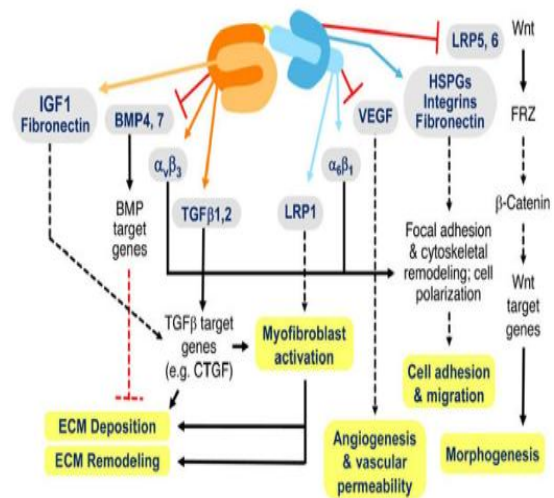 LRP5, 6
Wnt
IGF1
Fibronectin
BMP4, 7
VEGF
HSPGs
Integrins
Fibronectin
FRZ
αvβ3
α6β1
BMP
target
genes
TGFβ1,2
LRP1
β-Catenin
Focal adhesion
& cytoskeletal
remodeling; cell
polarization
Wnt
target
genes
TGFβ target
genes
(e.g. CTGF)
Myofibroblast
activation
Cell adhesion
& migration
ECM Deposition
ECM Remodeling
Angiogenesis
& vascular
permeability
Morphogenesis